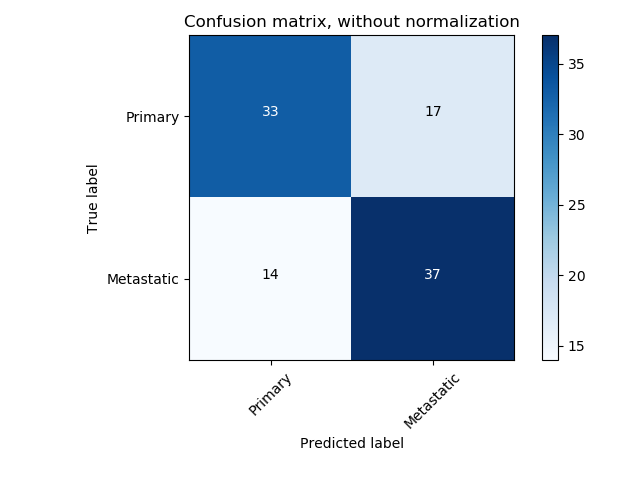 Confusion matrix, without normalization
True label
Primary
Metastatic
33
17
14
37
Primary
Metastatic
Predicted label
35
30
25
20
15